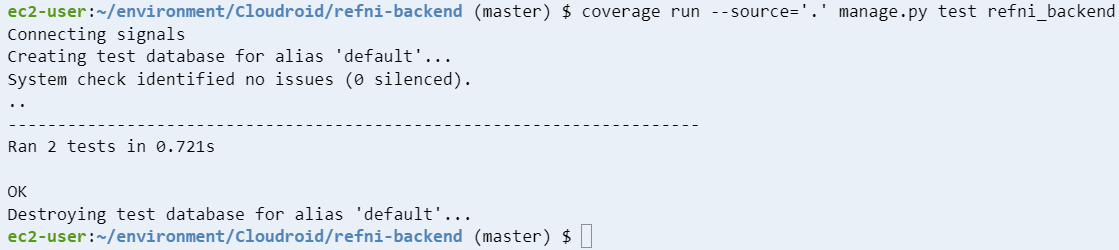 ec2-user:~/environment/Cloudroid/refni-backend (master) $ coverage run --source='.' manage.py test refni_backend
Connecting signals
Creating test database for alias 'default'...
System check identified no issues (0 silenced).
..
----------------------------------------------------------------------
Ran 2 tests in 0.721s
OK
Destroying test database for alias 'default'...
ec2-user:~/environment/Cloudroid/refni-backend (master) $